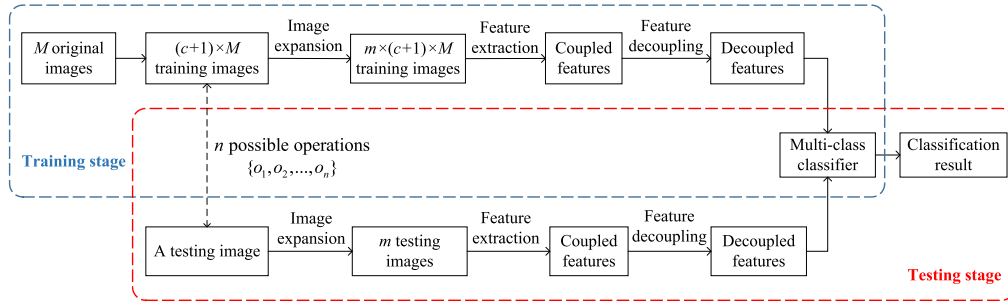 M original
images
(c+1)×M
training images
Image
expansion
m×(c+1)×M
training images
Feature
extraction
Coupled
features
Feature
decoupling
Decoupled
features
Training stage
n possible operations
{o₁,o₂,...,oₙ}
Multi-class
classifier
Classification
result
A testing image
Image
expansion
m testing
images
Feature
extraction
Coupled
features
Feature
decoupling
Decoupled
features
Testing stage